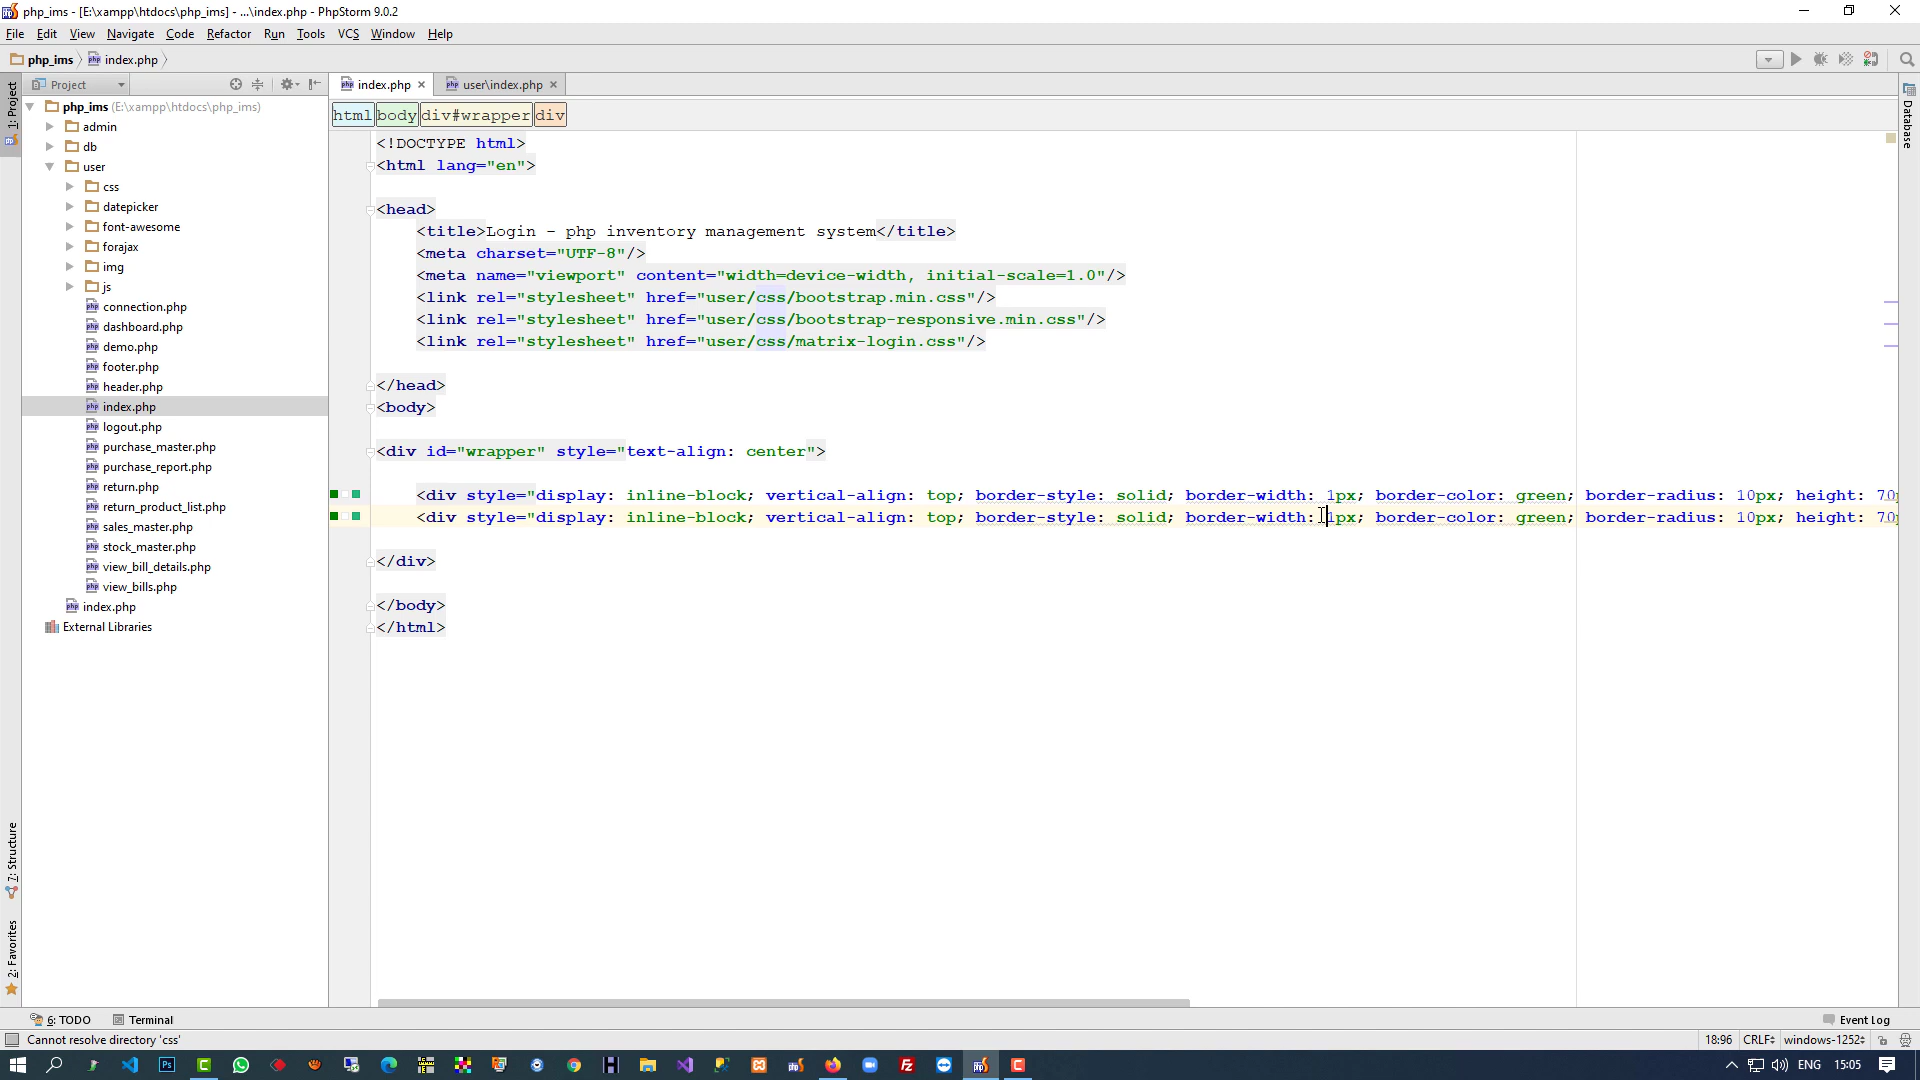 php_ims - [E:\xampp\htdocs\php_ims] - ...\index.php - PhpStorm 9.0.2
File Edit View Navigate Code Refactor Run Tools VCS Window Help
php_ims index.php
Project
index.php user\index.php
html body div#wrapper div
1: Project
Database
7: Structure
2: Favorites
php_ims (E:\xampp\htdocs\php_ims)
admin
db
user
css
datepicker
font-awesome
forajax
img
js
connection.php
dashboard.php
demo.php
footer.php
header.php
index.php
logout.php
purchase_master.php
purchase_report.php
return.php
return_product_list.php
sales_master.php
stock_master.php
view_bill_details.php
view_bills.php
index.php
External Libraries
<!DOCTYPE html>
<html lang="en">
<head>
<title>Login - php inventory management system</title>
<meta charset="UTF-8"/>
<meta name="viewport" content="width=device-width, initial-scale=1.0"/>
<link rel="stylesheet" href="user/css/bootstrap.min.css"/>
<link rel="stylesheet" href="user/css/bootstrap-responsive.min.css"/>
<link rel="stylesheet" href="user/css/matrix-login.css"/>
</head>
<body>
<div id="wrapper" style="text-align: center">
<div style="display: inline-block; vertical-align: top; border-style: solid; border-width: 1px; border-color: green; border-radius: 10px; height: 70p
<div style="display: inline-block; vertical-align: top; border-style: solid; border-width: 1px; border-color: green; border-radius: 10px; height: 70p
</div>
</body>
</html>
6: TODO Terminal Event Log
Cannot resolve directory 'css' 18:96 CRLF windows-1252
ENG 15:05